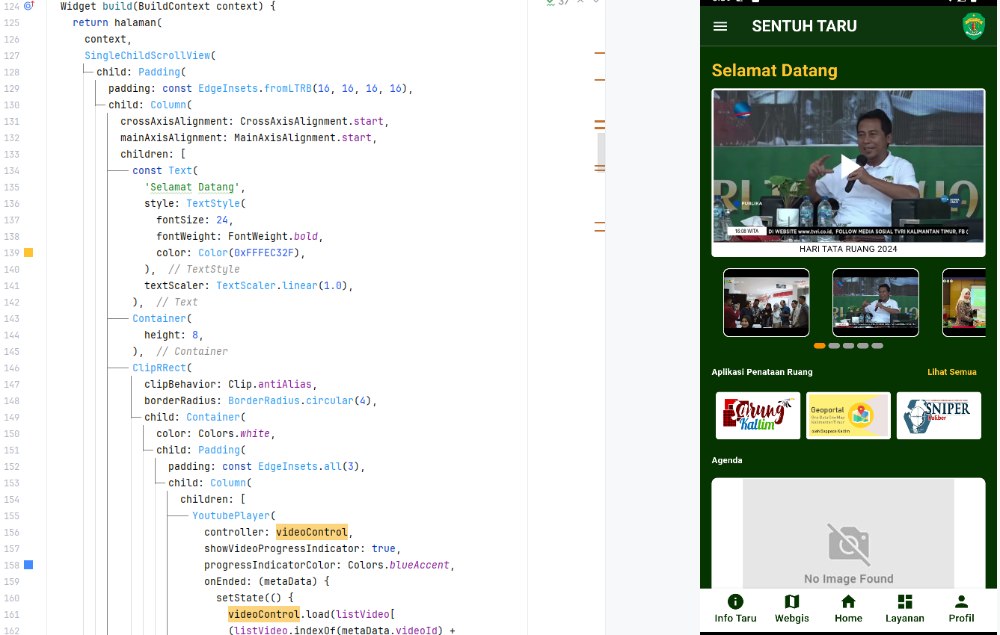 124 Widget build(BuildContext context) {
125 return halaman(
126 context,
127 SingleChildScrollView(
128 child: Padding(
129 padding: const EdgeInsets.fromLTRB(16, 16, 16, 16),
130 child: Column(
131 crossAxisAlignment: CrossAxisAlignment.start,
132 mainAxisAlignment: MainAxisAlignment.start,
133 children: [
134 const Text(
135 'Selamat Datang',
136 style: TextStyle(
137 fontSize: 24,
138 fontWeight: FontWeight.bold,
139 color: Color(0xFFFEC32F),
140 ), // TextStyle
141 textScaler: TextScaler.linear(1.0),
142 ), // Text
143 Container(
144 height: 8,
145 ), // Container
146 ClipRRect(
147 clipBehavior: Clip.antiAlias,
148 borderRadius: BorderRadius.circular(4),
149 child: Container(
150 color: Colors.white,
151 child: Padding(
152 padding: const EdgeInsets.all(3),
153 child: Column(
154 children: [
155 YoutubePlayer(
156 controller: videoControl,
157 showVideoProgressIndicator: true,
158 progressIndicatorColor: Colors.blueAccent,
159 onEnded: (metaData) {
160 setState(() {
161 videoControl.load(listVideo[
162 (listVideo.indexOf(metaData.videoId) +
37
SENTUH TARU
Selamat Datang
PUBLIKA
16:08 WITA DI WEBSITE www.tvri.co.id, FOLLOW MEDIA SOSIAL TVRI KALIMANTAN TIMUR, FB (
HARI TATA RUANG 2024
Aplikasi Penataan Ruang Lihat Semua
Carung
Kaltim
Geoportal
One Data One Map
Kalimantan Timur
oleh Bappeda Kaltim
SNIPER
Kaliber
Agenda
No Image Found
Info Taru Webgis Home Layanan Profil